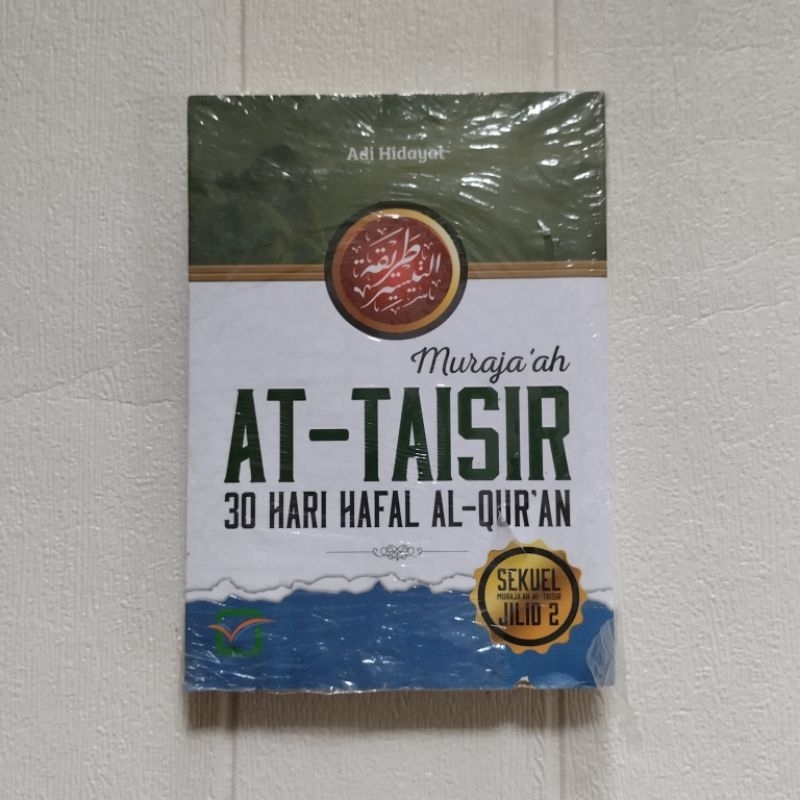 Adi Hidayat
طريقة
التيسير
Muraja'ah
AT-TAISIR
30 HARI HAFAL AL-QUR'AN
SEKUEL
MURAJA'AH AT-TAISIR
JILID 2